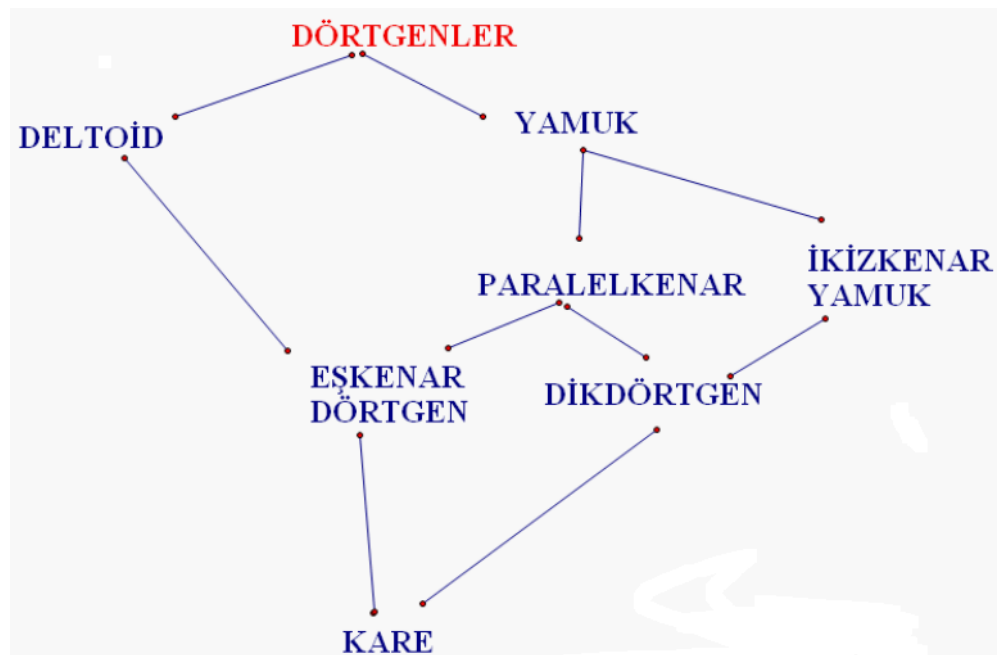 DÖRTGENLER
DELTOİD
YAMUK
PARALELKENAR
İKİZKENAR
YAMUK
EŞKENAR
DÖRTGEN
DİKDÖRTGEN
KARE